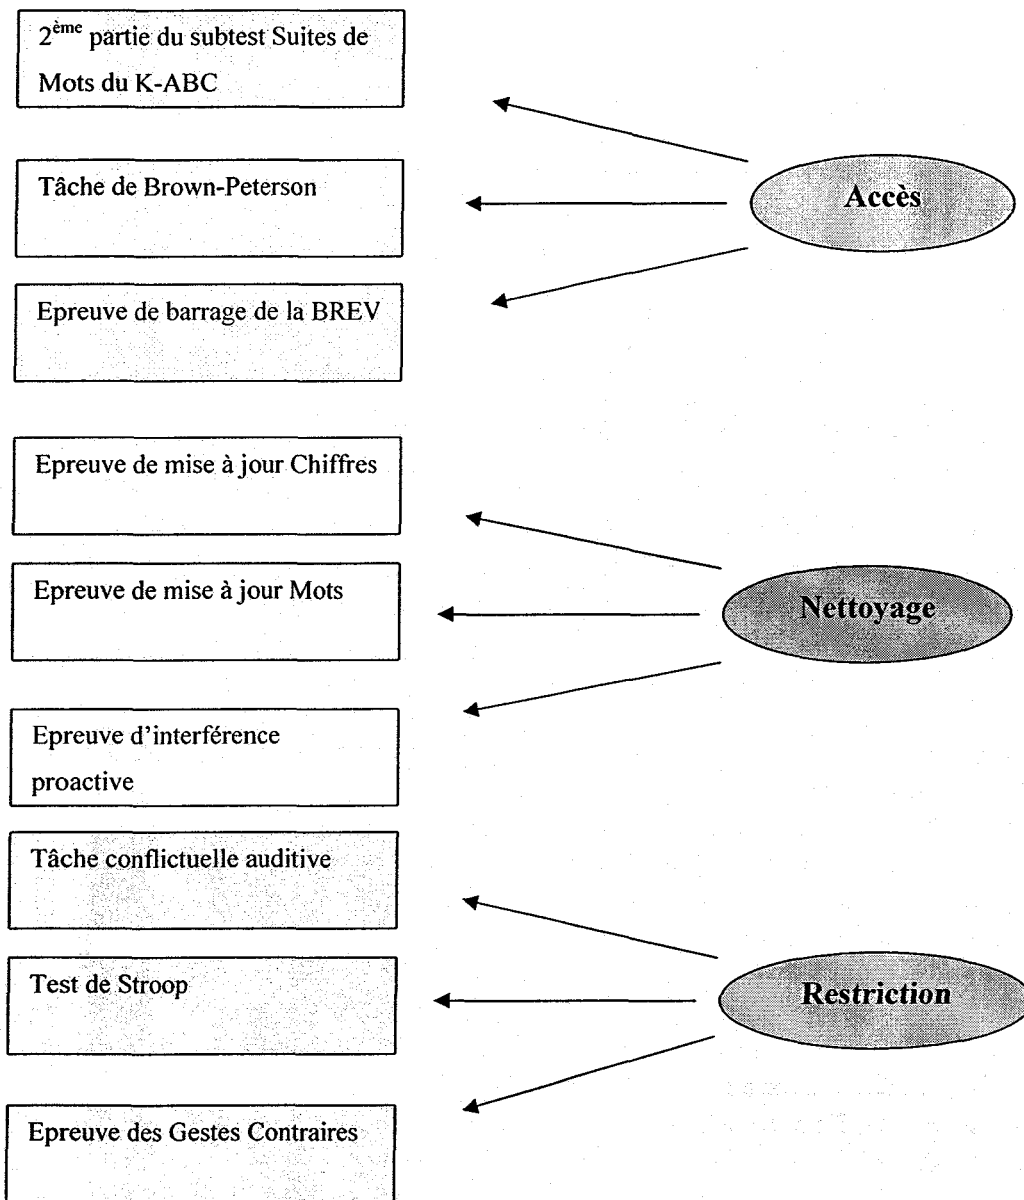 2ème partie du subtest Suites de
Mots du K-ABC
Tâche de Brown-Peterson
Accès
Epreuve de barrage de la BREV
Epreuve de mise à jour Chiffres
Epreuve de mise à jour Mots
Nettoyage
Epreuve d'interférence
proactive
Tâche conflictuelle auditive
Test de Stroop
Restriction
Epreuve des Gestes Contraires